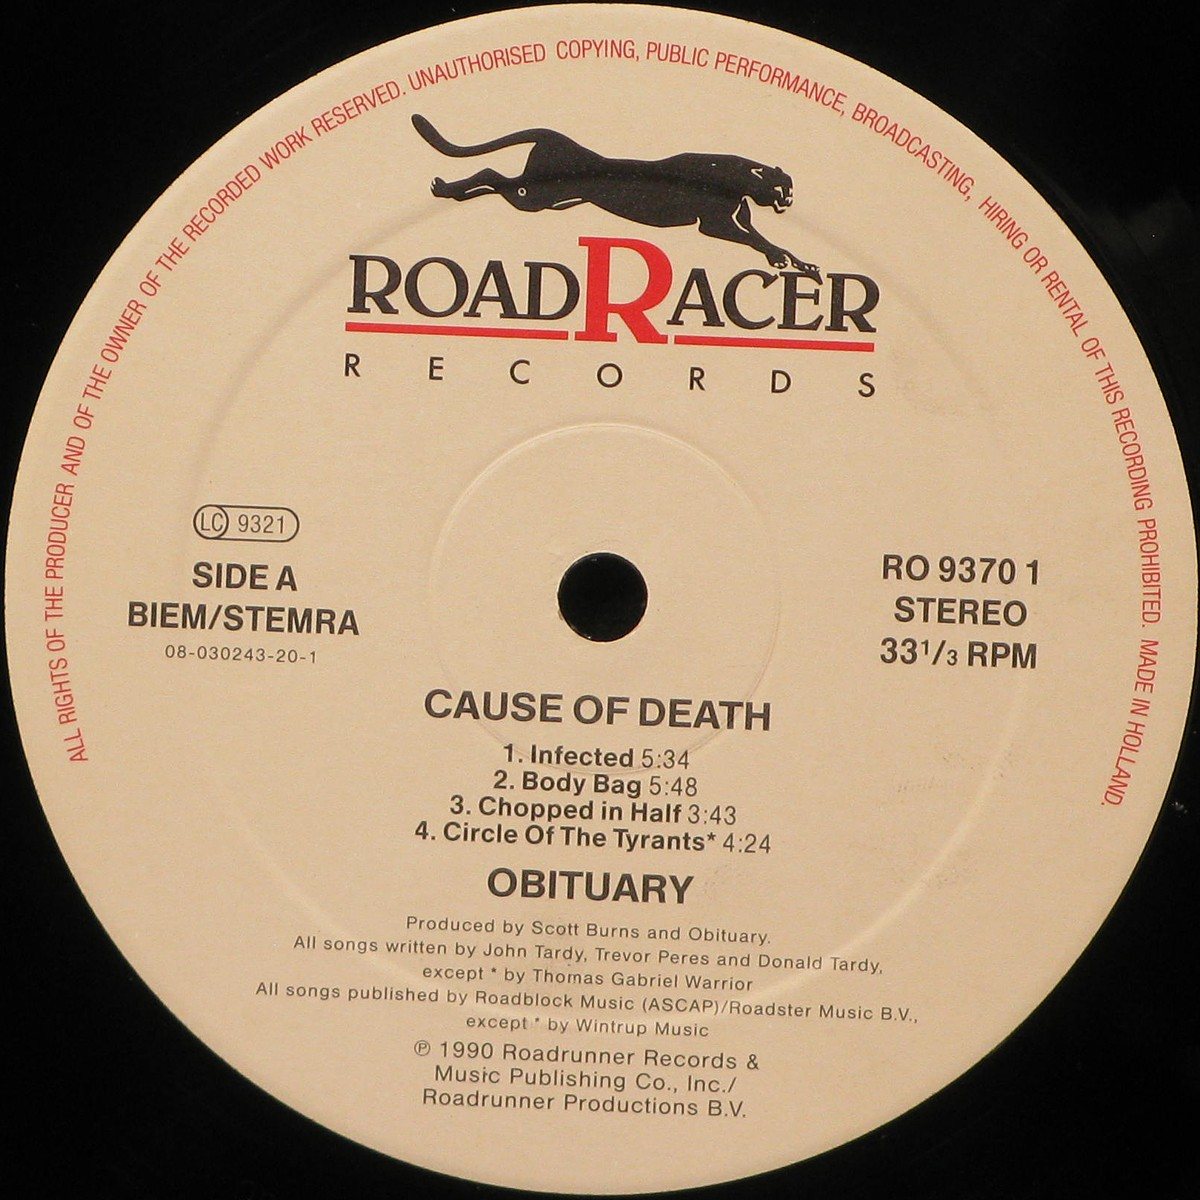 ALL RIGHTS OF THE PRODUCER AND OF THE OWNER OF THE RECORDED WORK RESERVED. UNAUTHORISED COPYING, PUBLIC PERFORMANCE, BROADCASTING, HIRING OR RENTAL OF THIS RECORDING PROHIBITED. MADE IN HOLLAND.
ROADRACER
RECORDS
LC 9321
SIDE A
BIEM/STEMRA
08-030243-20-1
RO 9370 1
STEREO
33 1/3 RPM
CAUSE OF DEATH
1. Infected 5:34
2. Body Bag 5:48
3. Chopped in Half 3:43
4. Circle Of The Tyrants* 4:24
OBITUARY
Produced by Scott Burns and Obituary.
All songs written by John Tardy, Trevor Peres and Donald Tardy,
except * by Thomas Gabriel Warrior
All songs published by Roadblock Music (ASCAP)/Roadster Music B.V.,
except * by Wintrup Music
℗ 1990 Roadrunner Records &
Music Publishing Co., Inc./
Roadrunner Productions B.V.